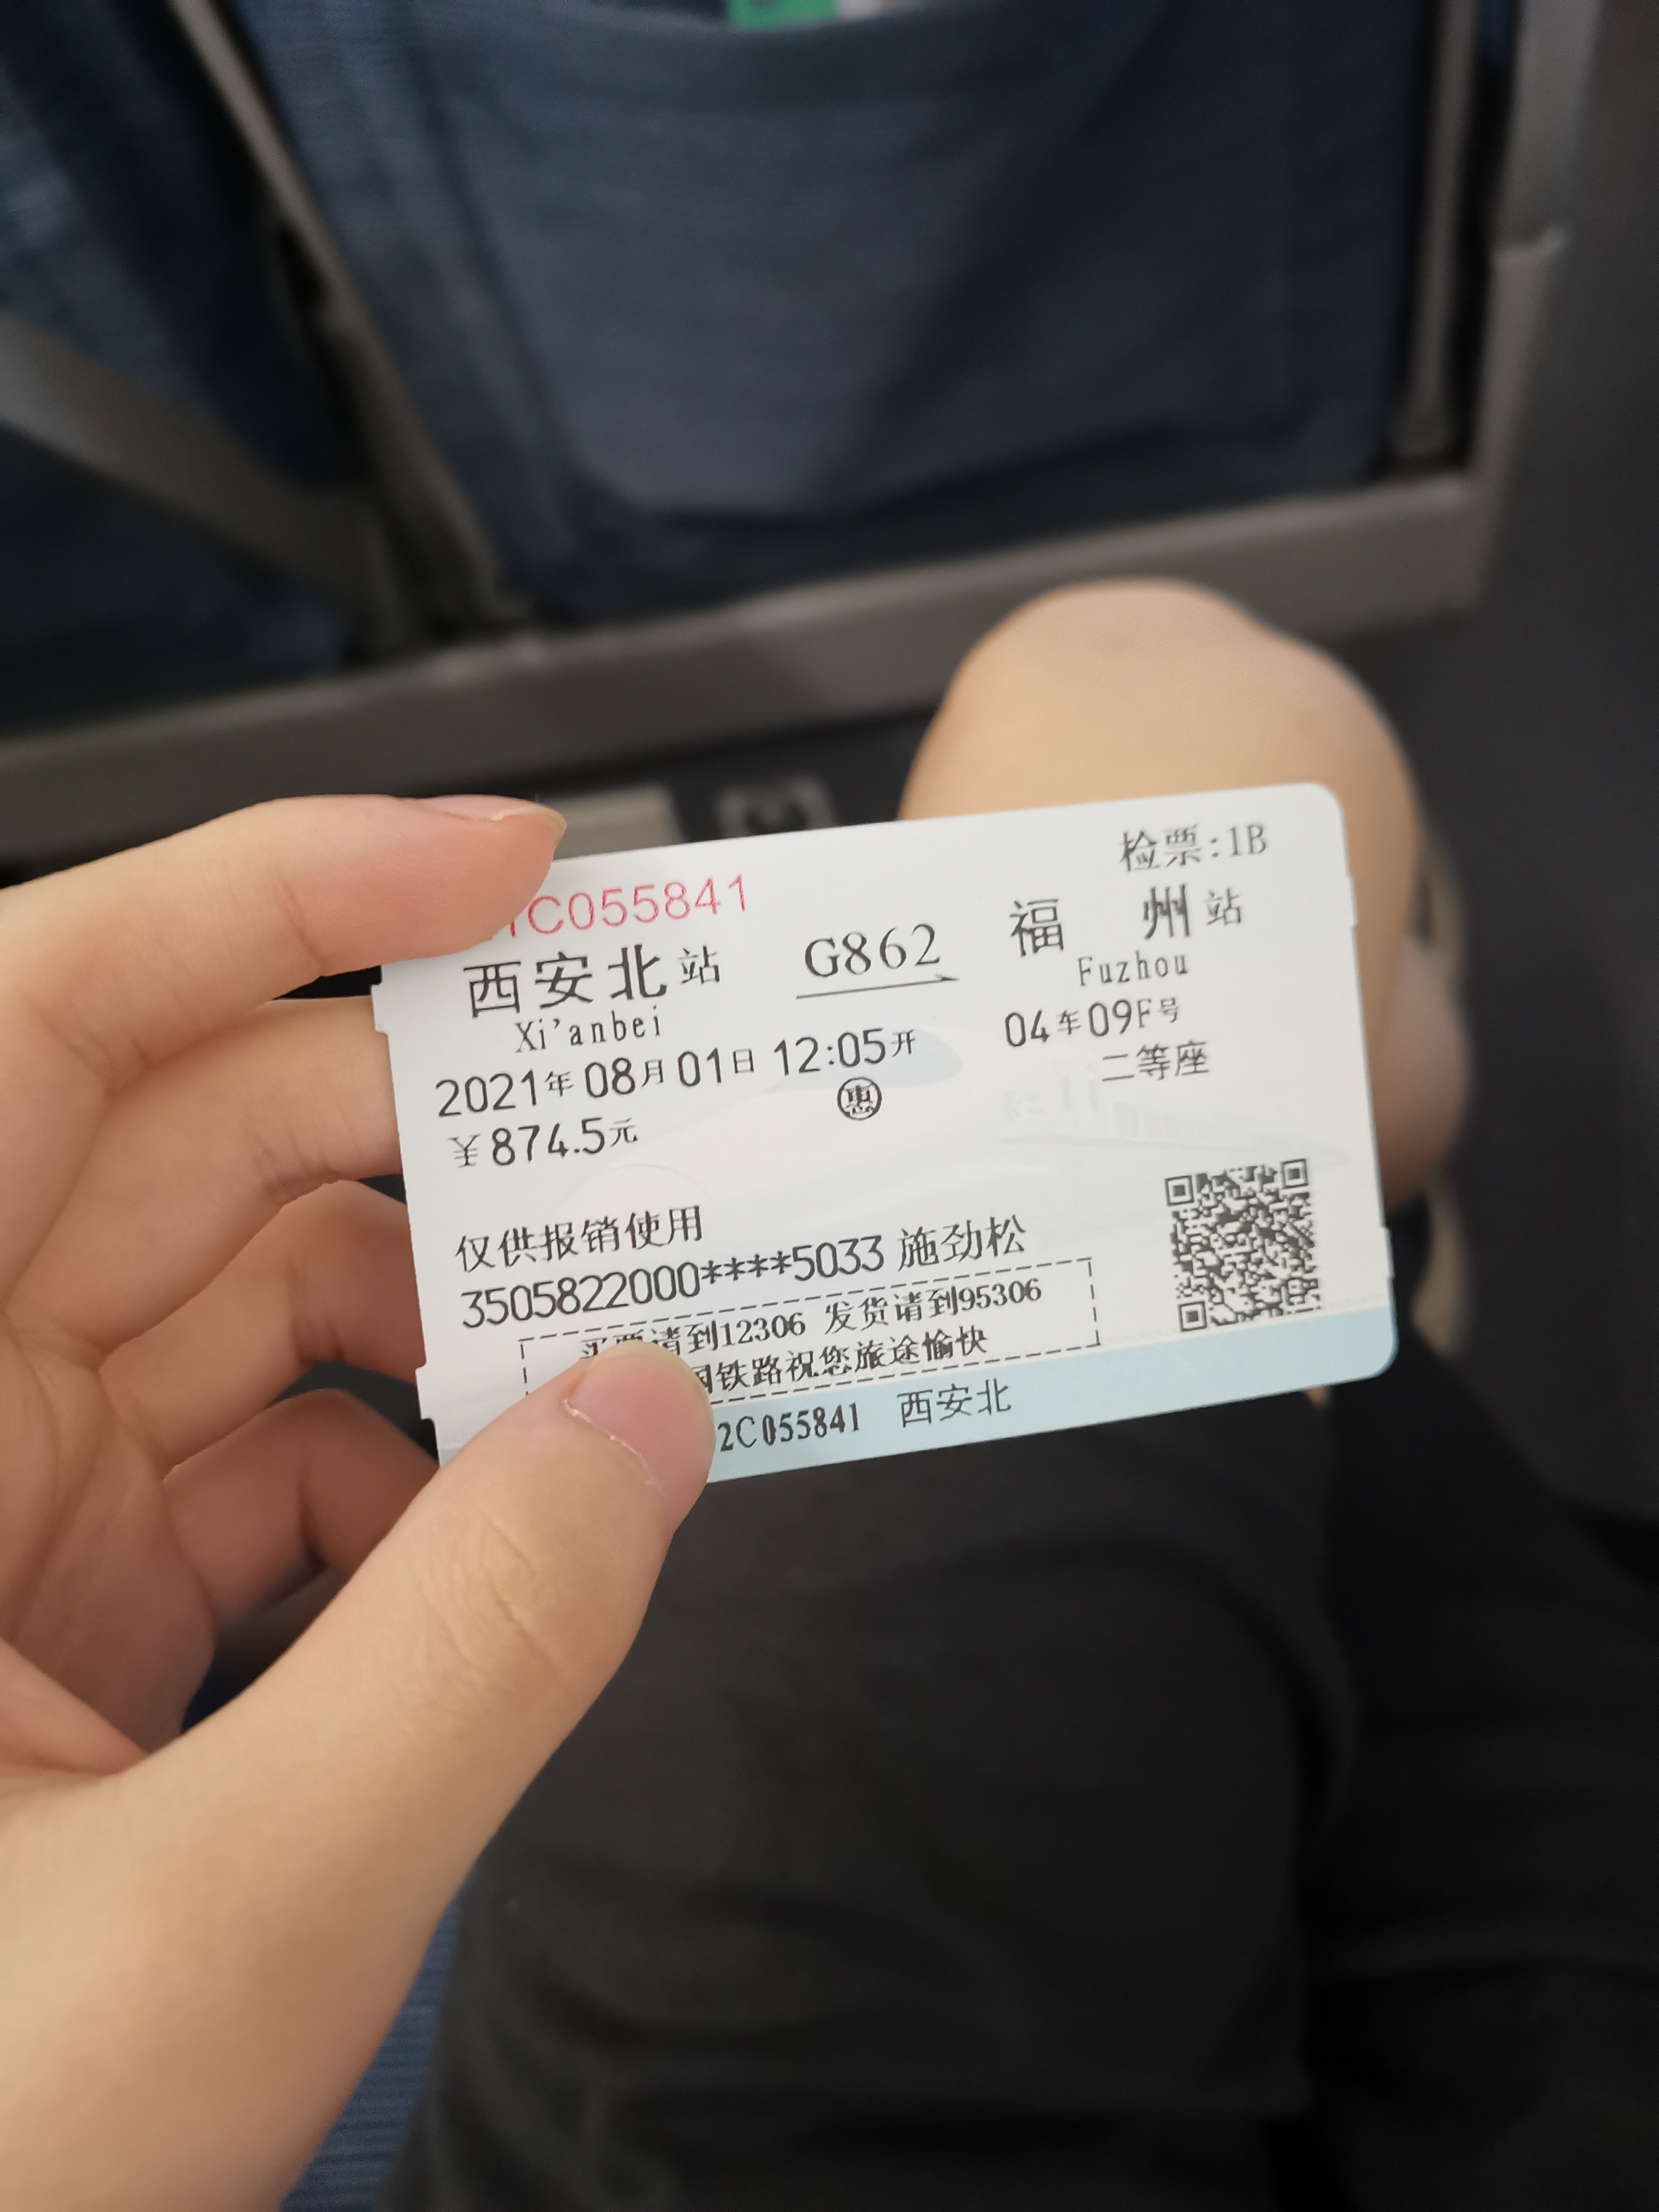 C055841
检票:1B
西安北站 G862 福州站
Xi'anbei Fuzhou
2021年08月01日 12:05开 04车09F号
¥874.5元 惠 二等座
仅供报销使用
3505822000****5033 施劲松
买票请到12306 发货请到95306
国铁路祝您旅途愉快
2C055841 西安北